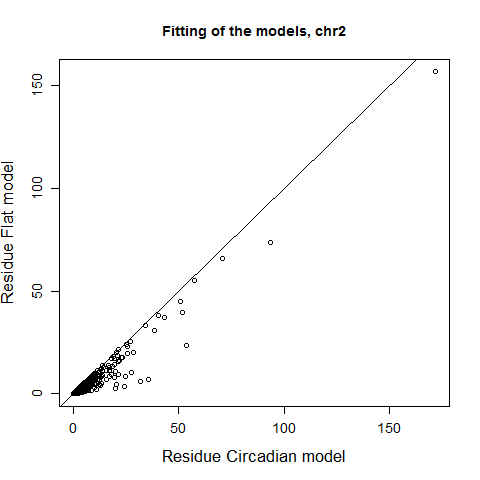 Fitting of the models, chr2
Residue Flat model
150
100
50
0
0 50 100 150
Residue Circadian model